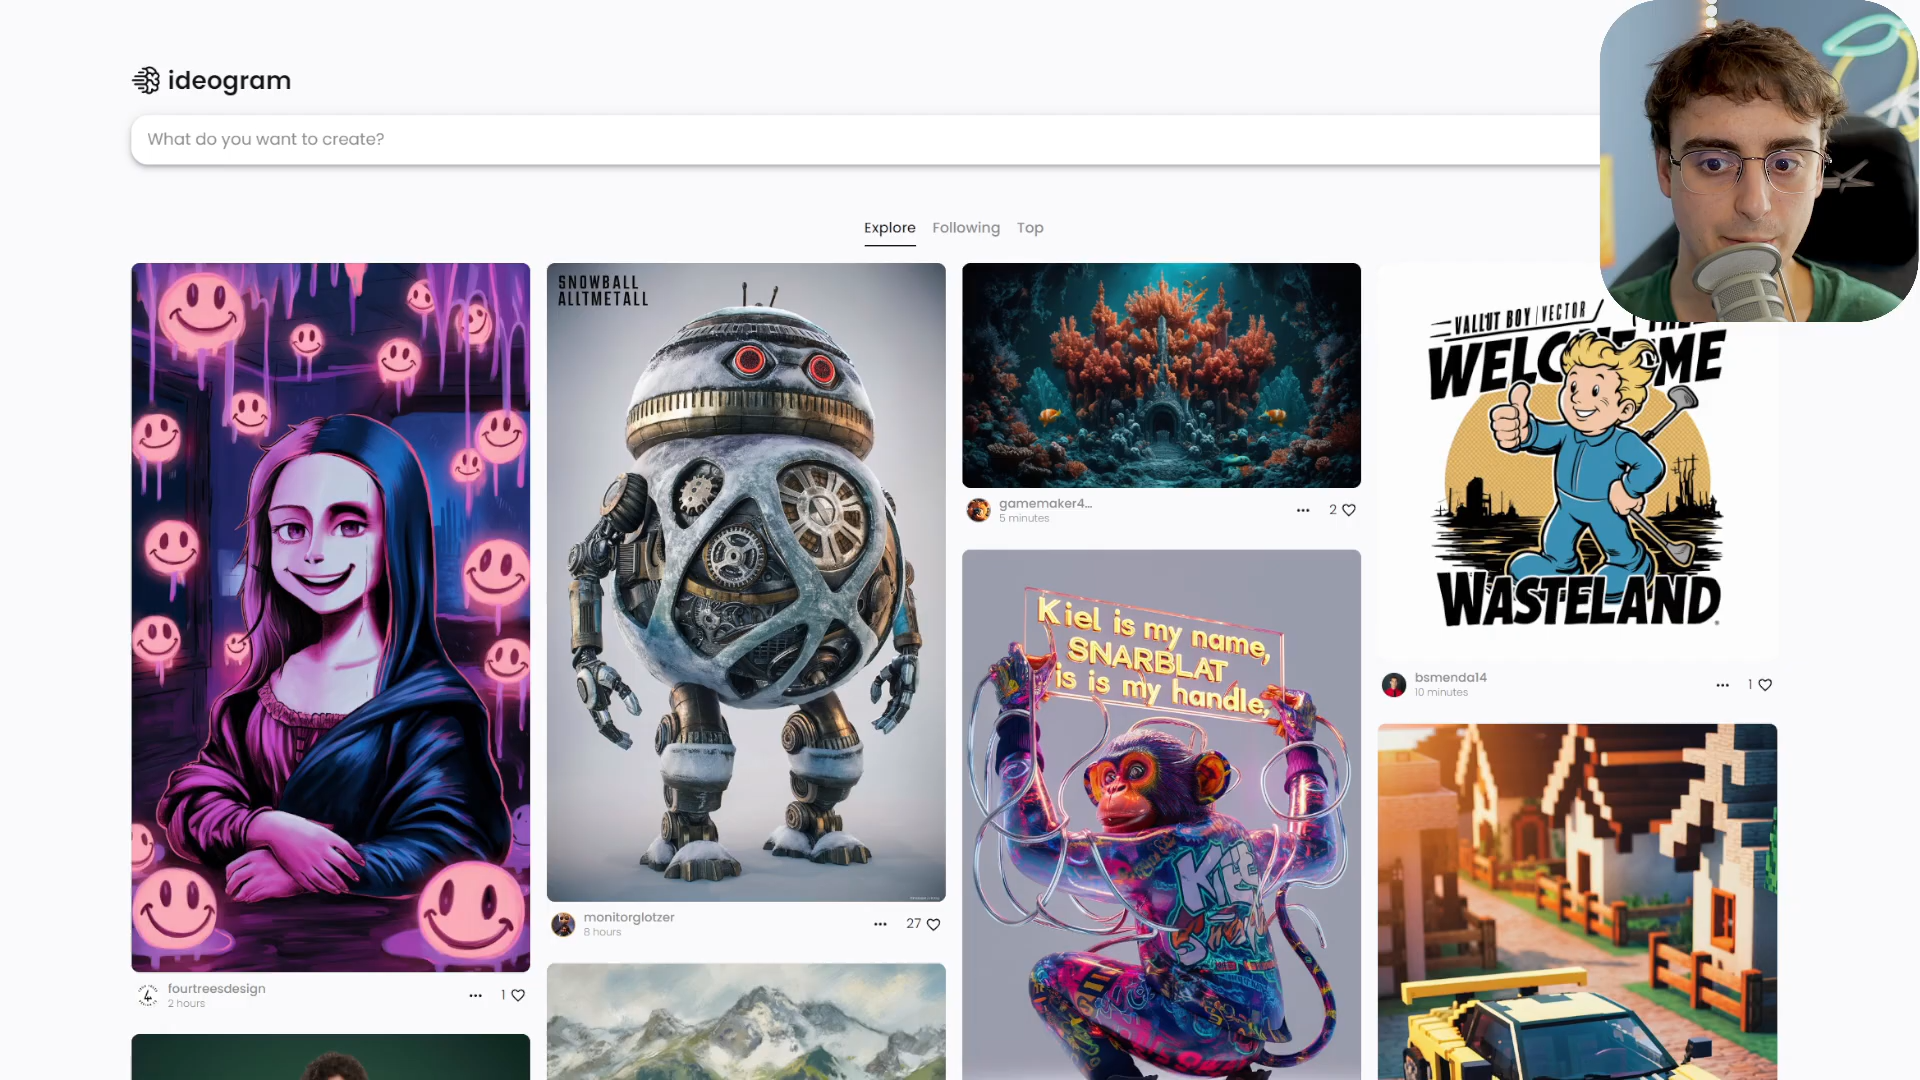 ideogram
What do you want to create?
Explore Following Top
SNOWBALL
ALLTMETALL
VALLUT BOY VECTOR
WELCOME
WASTELAND
gamemaker4...
5 minutes
2
Kiel is my name,
SNARBLAT
is is my handle,
bsmenda14
10 minutes
1
monitorglotzer
8 hours
27
fourtreesdesign
2 hours
1